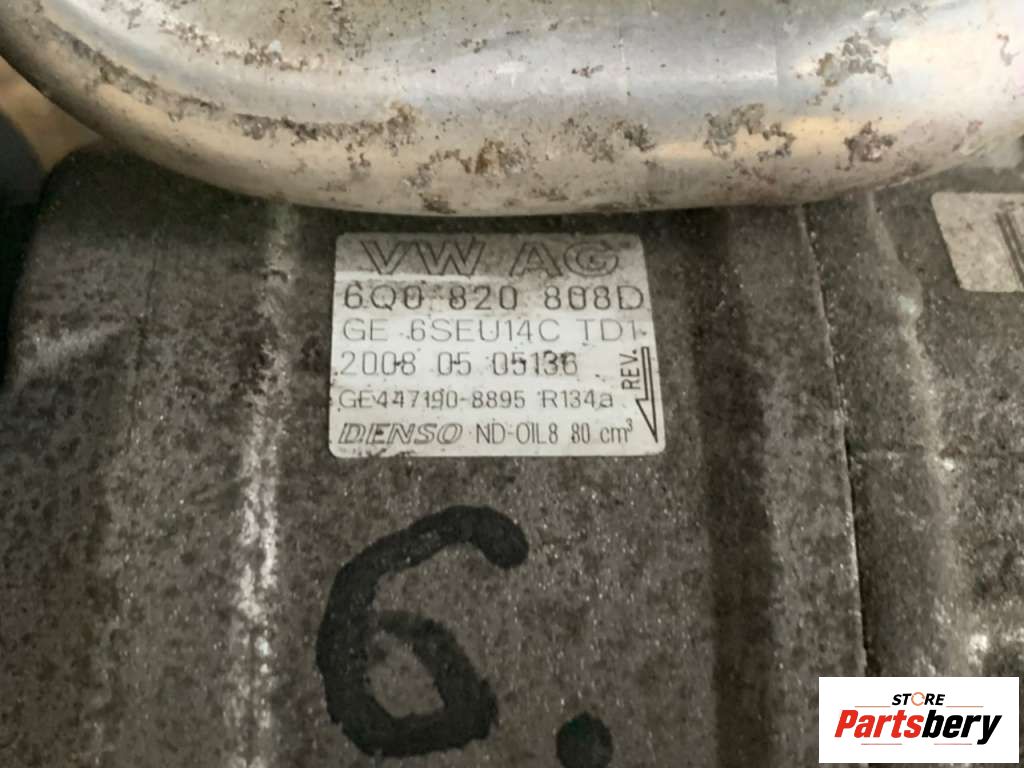 VW AG
6Q0 820 808D
GE 6SEU14C TD1
2008 05 05136
GE447190-8895 R134a
REV.
DENSO ND-OIL8 80 cm³
6.
STORE
Partsbery